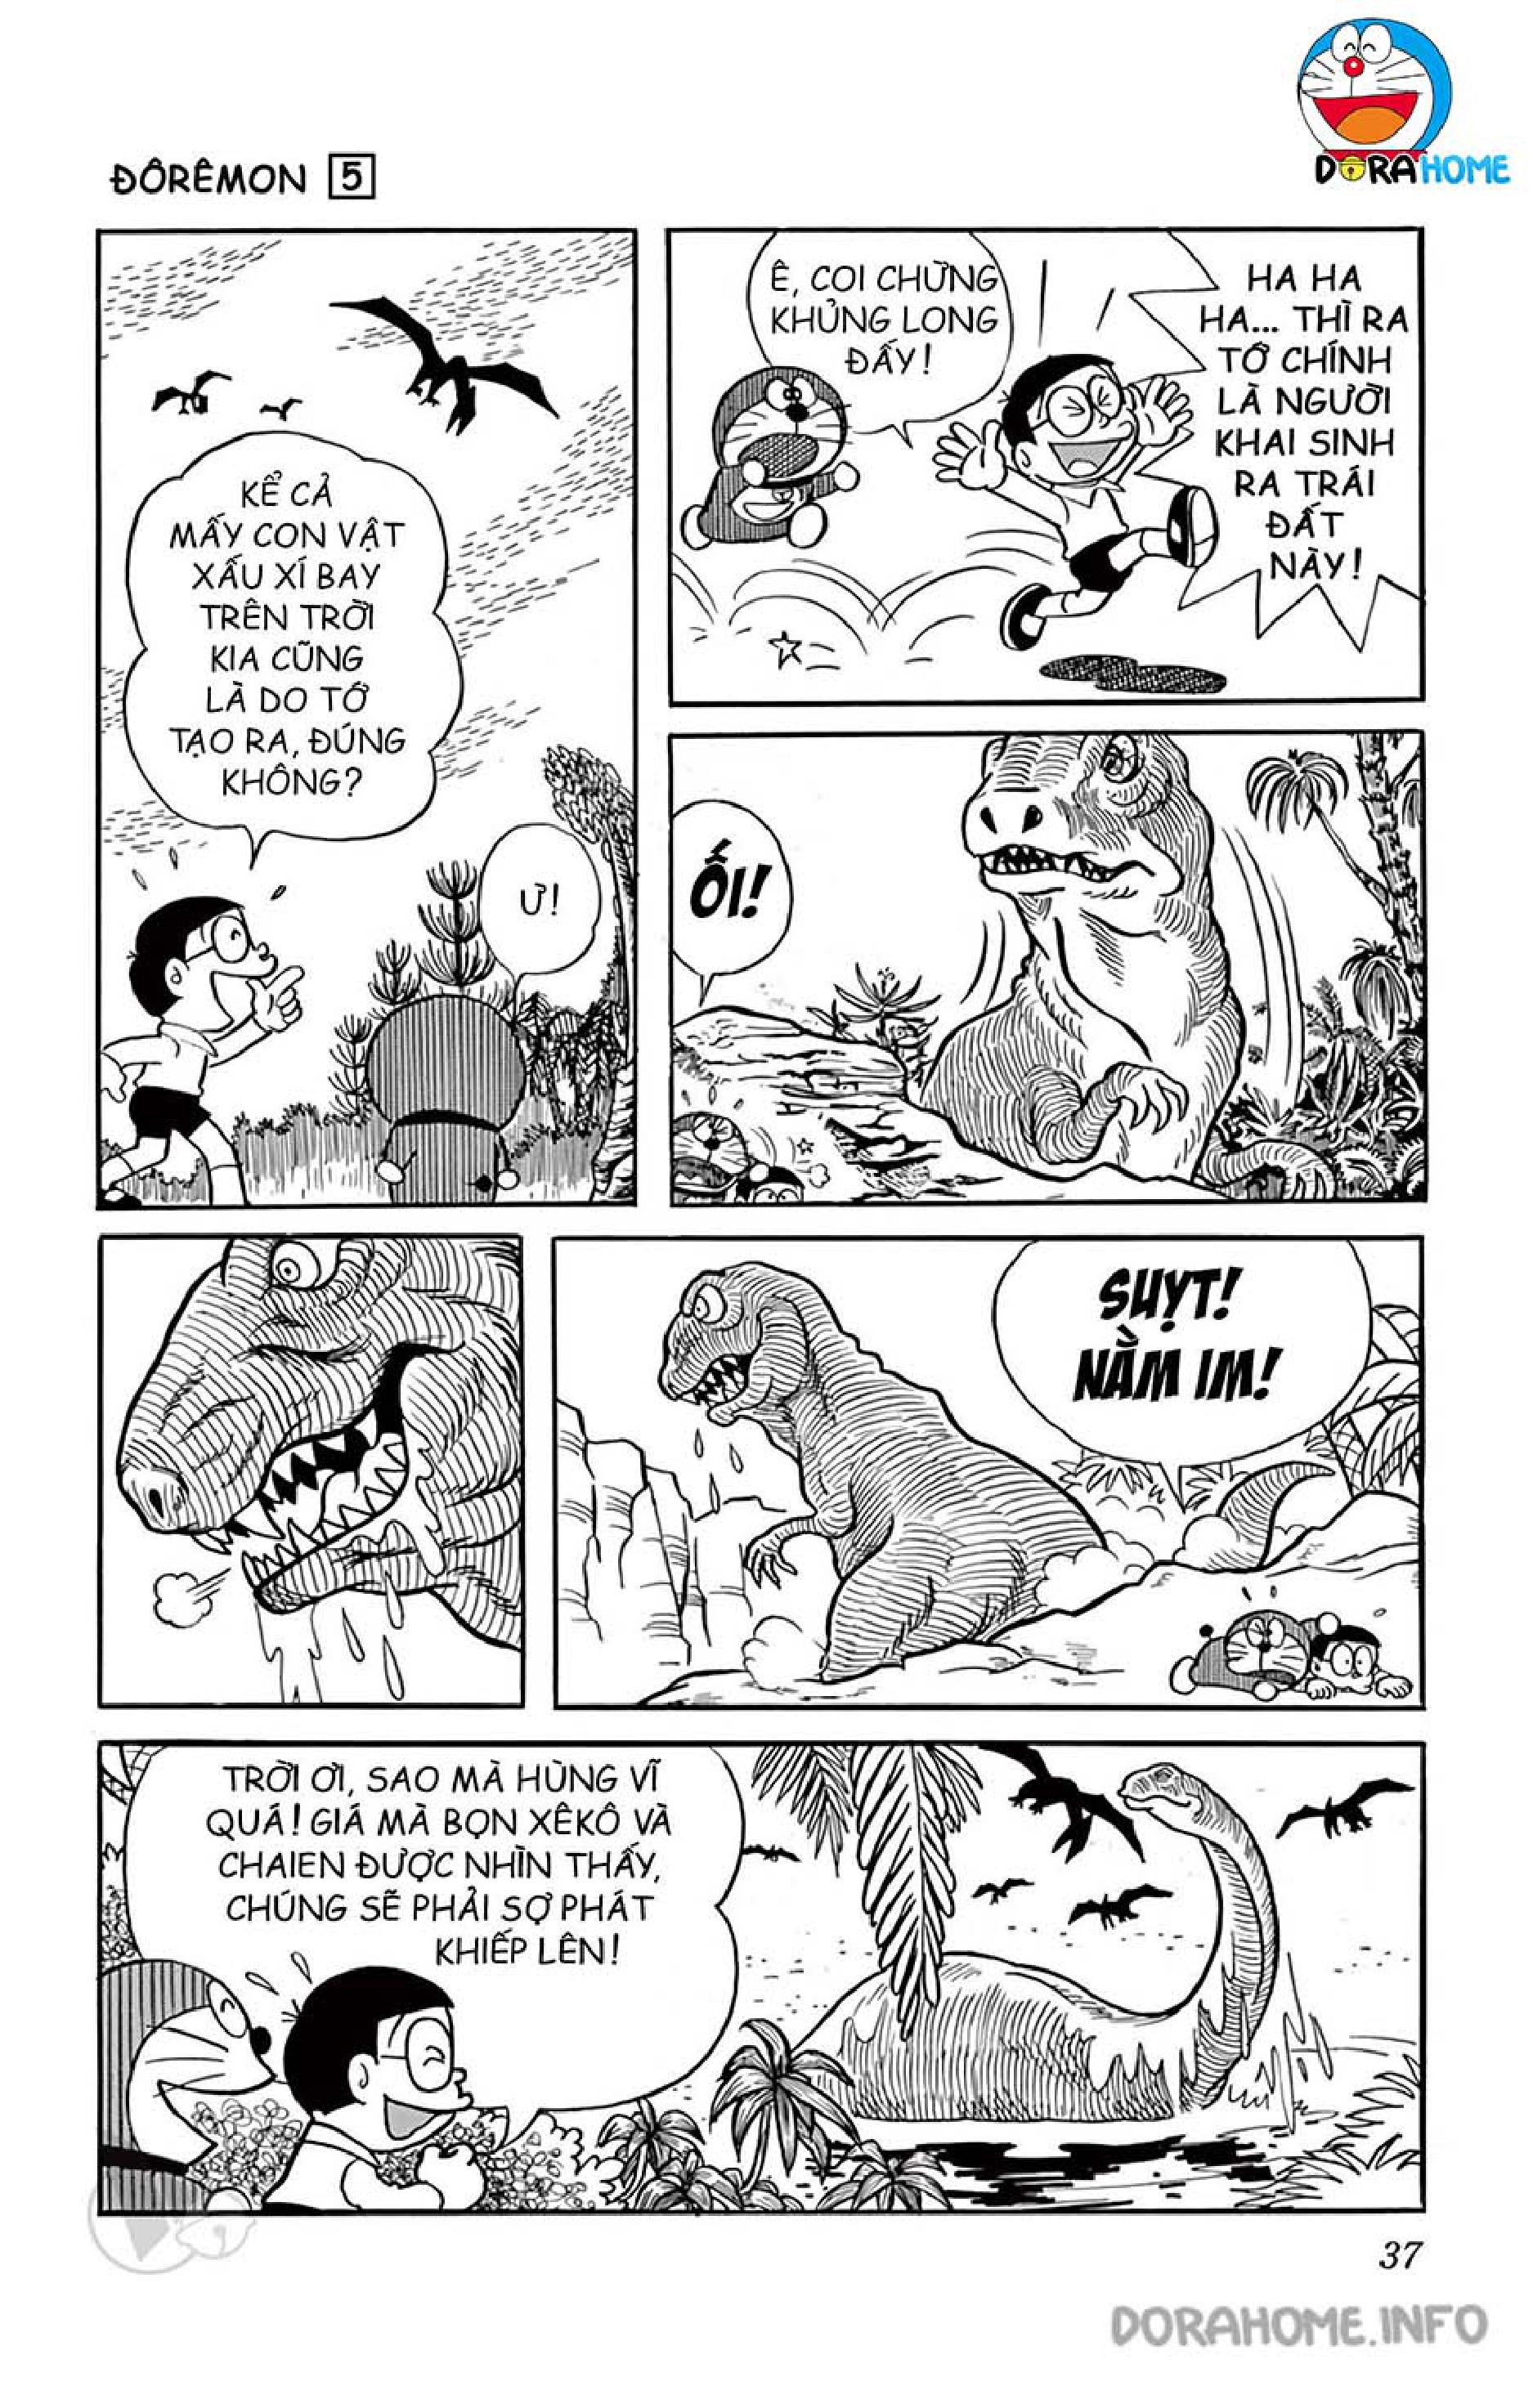 DORAHOME
ĐÔRÊMON 5
KỂ CẢ
MẤY CON VẬT
XẤU XÍ BAY
TRÊN TRỜI
KIA CŨNG
LÀ DO TỚ
TẠO RA, ĐÚNG
KHÔNG?
Ừ!
Ê, COI CHỪNG
KHỦNG LONG
ĐẤY!
HA HA
HA... THÌ RA
TỚ CHÍNH
LÀ NGƯỜI
KHAI SINH
RA TRÁI
ĐẤT
NÀY!
ỐI!
SUỴT!
NẰM IM!
TRỜI ƠI, SAO MÀ HÙNG VĨ
QUÁ! GIÁ MÀ BỌN XÊKÔ VÀ
CHAIEN ĐƯỢC NHÌN THẤY,
CHÚNG SẼ PHẢI SỢ PHÁT
KHIẾP LÊN!
37
DORAHOME.INFO